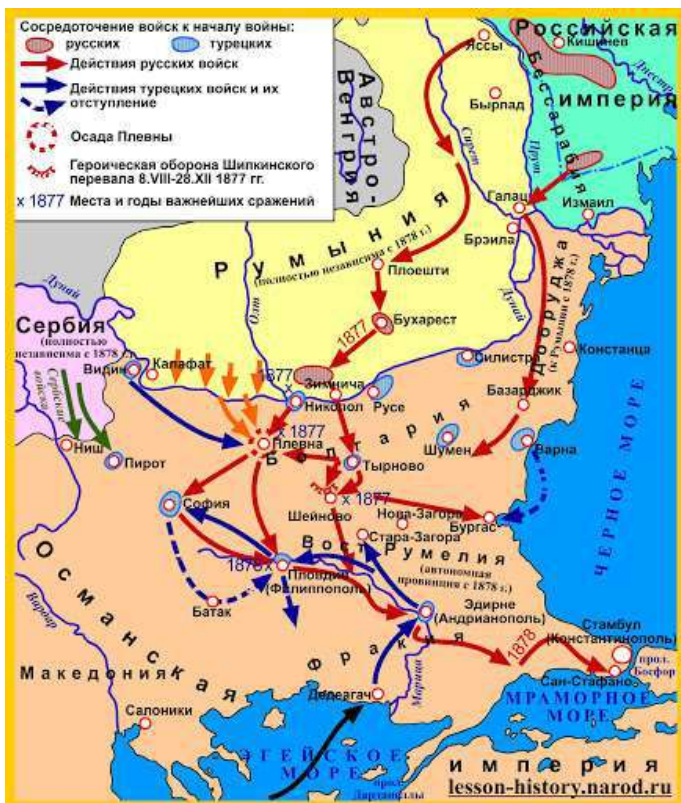 Сосредоточение войск к началу войны:
русских турецких
Действия русских войск
Действия турецких войск и их
отступление
Осада Плевны
Героическая оборона Шипкинского
перевала 8.VIII-28.XII 1877 гг.
x 1877 Места и годы важнейших сражений
Австро-
Венгрия
Российская
империя
Яссы
Кишинев
Днестр
Бессарабия
Бырлад
Сирет
Прут
Галац
Измаил
Брэила
Румыния
(полностью независима с 1878 г.)
Плоешти
Дунай
Олт
Бухарест
1877
Добруджа
(к Румынии с 1878 г.)
Дунай
Сербия
(полностью
независима с 1878 г.)
Видин
Калафат
Сербские
войска
1877
Зимнича
Никопол
Русе
Силистра
Констанца
Базарджик
Ниш
Пирот
Плевна
x 1877
Болгария
Шумен
Варна
Тырново
София
x 1877
Шейново
Нова-Загора
Стара-Загора
Бургас
ЧЕРНОЕ МОРЕ
Вост. Румелия
(автономная
провинция с 1878 г.)
1878 x
Пловдив
(Филиппополь)
Батак
Эдирне
(Андрианополь)
Османская
Вардар
Македония
Фракия
Марица
1878
Стамбул
(Константинополь)
прол.
Босфор
Сан-Стафано
МРАМОРНОЕ
МОРЕ
Дедеагач
Салоники
ЭГЕЙСКОЕ
МОРЕ
прол.
Дарданеллы
империя
lesson-history.narod.ru